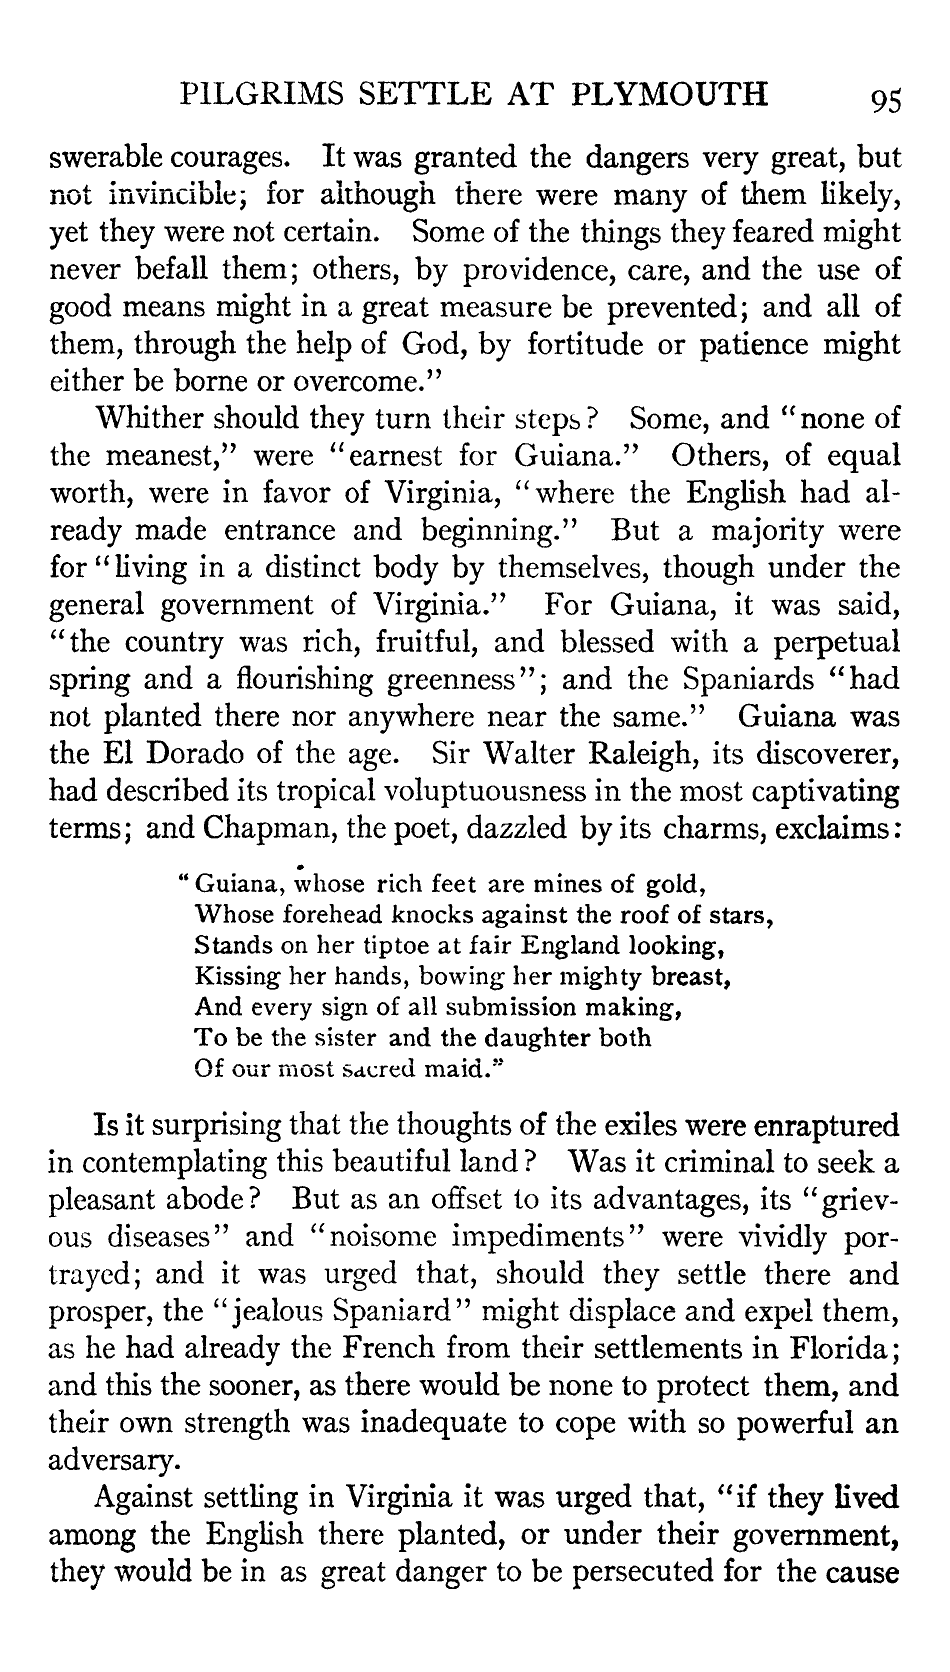 PILGRIMS SETTLE AT PLYMOUTH 95
swerable courages. It was granted the dangers very great, but
not invincible; for although there were many of them likely,
yet they were not certain. Some of the things they feared might
never befall them; others, by providence, care, and the use of
good means might in a great measure be prevented; and all of
them, through the help of God, by fortitude or patience might
either be borne or overcome."
Whither should they turn their steps? Some, and "none of
the meanest," were "earnest for Guiana." Others, of equal
worth, were in favor of Virginia, "where the English had al-
ready made entrance and beginning." But a majority were
for "living in a distinct body by themselves, though under the
general government of Virginia." For Guiana, it was said,
"the country was rich, fruitful, and blessed with a perpetual
spring and a flourishing greenness"; and the Spaniards "had
not planted there nor anywhere near the same." Guiana was
the El Dorado of the age. Sir Walter Raleigh, its discoverer,
had described its tropical voluptuousness in the most captivating
terms; and Chapman, the poet, dazzled by its charms, exclaims:
"Guiana, whose rich feet are mines of gold,
Whose forehead knocks against the roof of stars,
Stands on her tiptoe at fair England looking,
Kissing her hands, bowing her mighty breast,
And every sign of all submission making,
To be the sister and the daughter both
Of our most sacred maid."
Is it surprising that the thoughts of the exiles were enraptured
in contemplating this beautiful land? Was it criminal to seek a
pleasant abode? But as an offset to its advantages, its "griev-
ous diseases" and "noisome impediments" were vividly por-
trayed; and it was urged that, should they settle there and
prosper, the "jealous Spaniard" might displace and expel them,
as he had already the French from their settlements in Florida;
and this the sooner, as there would be none to protect them, and
their own strength was inadequate to cope with so powerful an
adversary.
Against settling in Virginia it was urged that, "if they lived
among the English there planted, or under their government,
they would be in as great danger to be persecuted for the cause